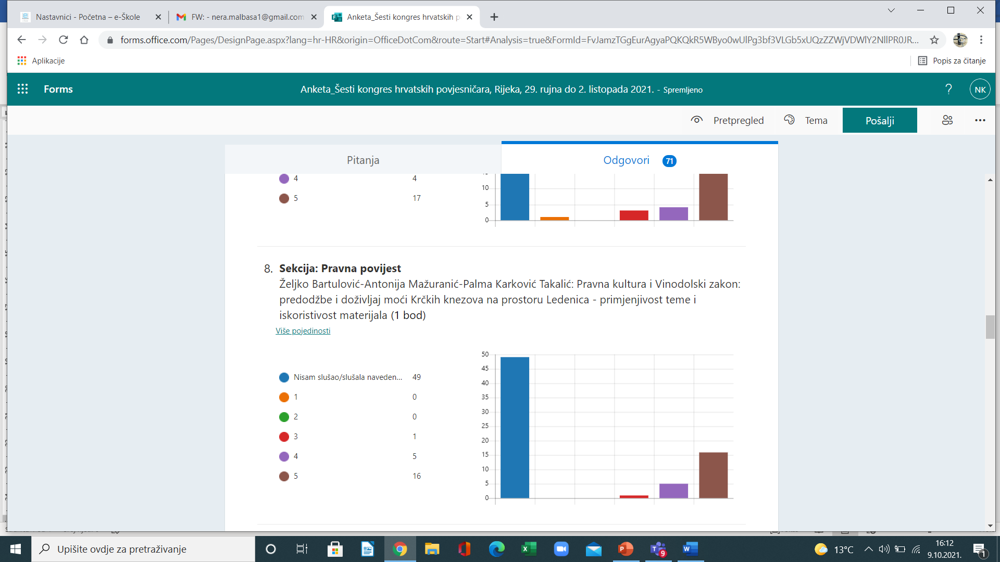 Nastavnici - Početna – e-Škole
FW: - nera.malbasa1@gmail.com
Anketa_Šesti kongres hrvatskih p
forms.office.com/Pages/DesignPage.aspx?lang=hr-HR&origin=OfficeDotCom&route=Start#Analysis=true&FormId=FvJamzTGgEurAgyaPQKQkR5WByo0wUlPg3bf3VLGb5xUQzZZWjVDWlY2NllPR0JR...
Aplikacije
Popis za čitanje
Forms
Anketa_Šesti kongres hrvatskih povjesničara, Rijeka, 29. rujna do 2. listopada 2021. - Spremljeno
?
NK
Pretpregled
Tema
Pošalji
Pitanja
Odgovori 71
4 4
5 17
10
5
0
8. Sekcija: Pravna povijest
Željko Bartulović-Antonija Mažuranić-Palma Karković Takalić: Pravna kultura i Vinodolski zakon:
predodžbe i doživljaj moći Krčkih knezova na prostoru Ledenica - primjenjivost teme i
iskoristivost materijala (1 bod)
Više pojedinosti
Nisam slušao/slušala naveden... 49
1 0
2 0
3 1
4 5
5 16
50
45
40
35
30
25
20
15
10
5
0
Upišite ovdje za pretraživanje
9
13°C
16:12
9.10.2021.
1